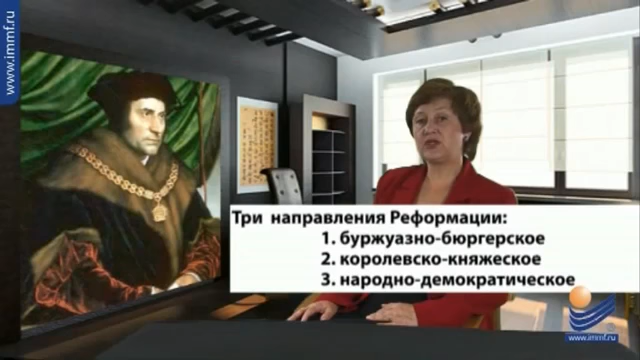 www.immf.ru
Три направления Реформации:
1. буржуазно-бюргерское
2. королевско-княжеское
3. народно-демократическое
www.immf.ru